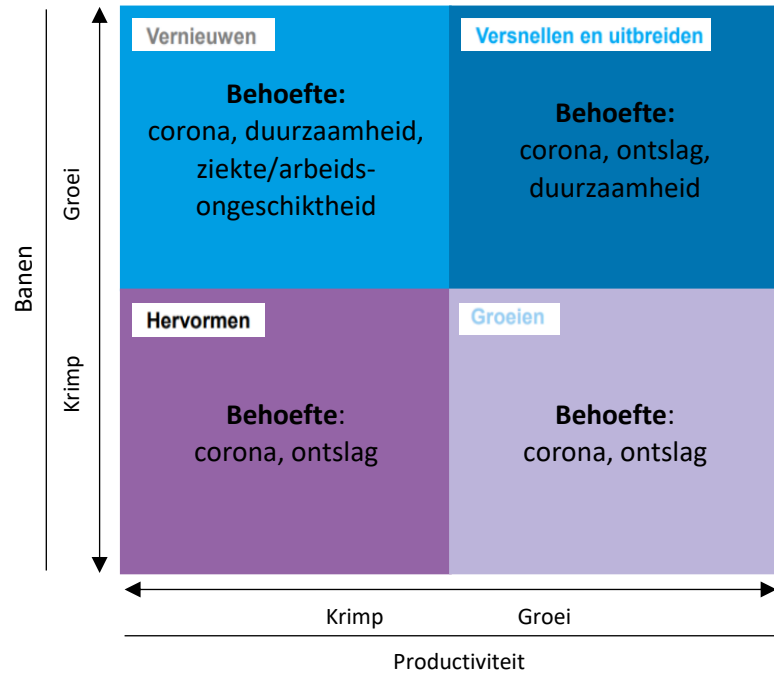 Vernieuwen
Behoefte:
corona, duurzaamheid,
ziekte/arbeids-
ongeschiktheid
Versnellen en uitbreiden
Behoefte:
corona, ontslag,
duurzaamheid
Hervormen
Behoefte:
corona, ontslag
Groeien
Behoefte:
corona, ontslag
Banen
Groei
Krimp
Krimp
Groei
Productiviteit